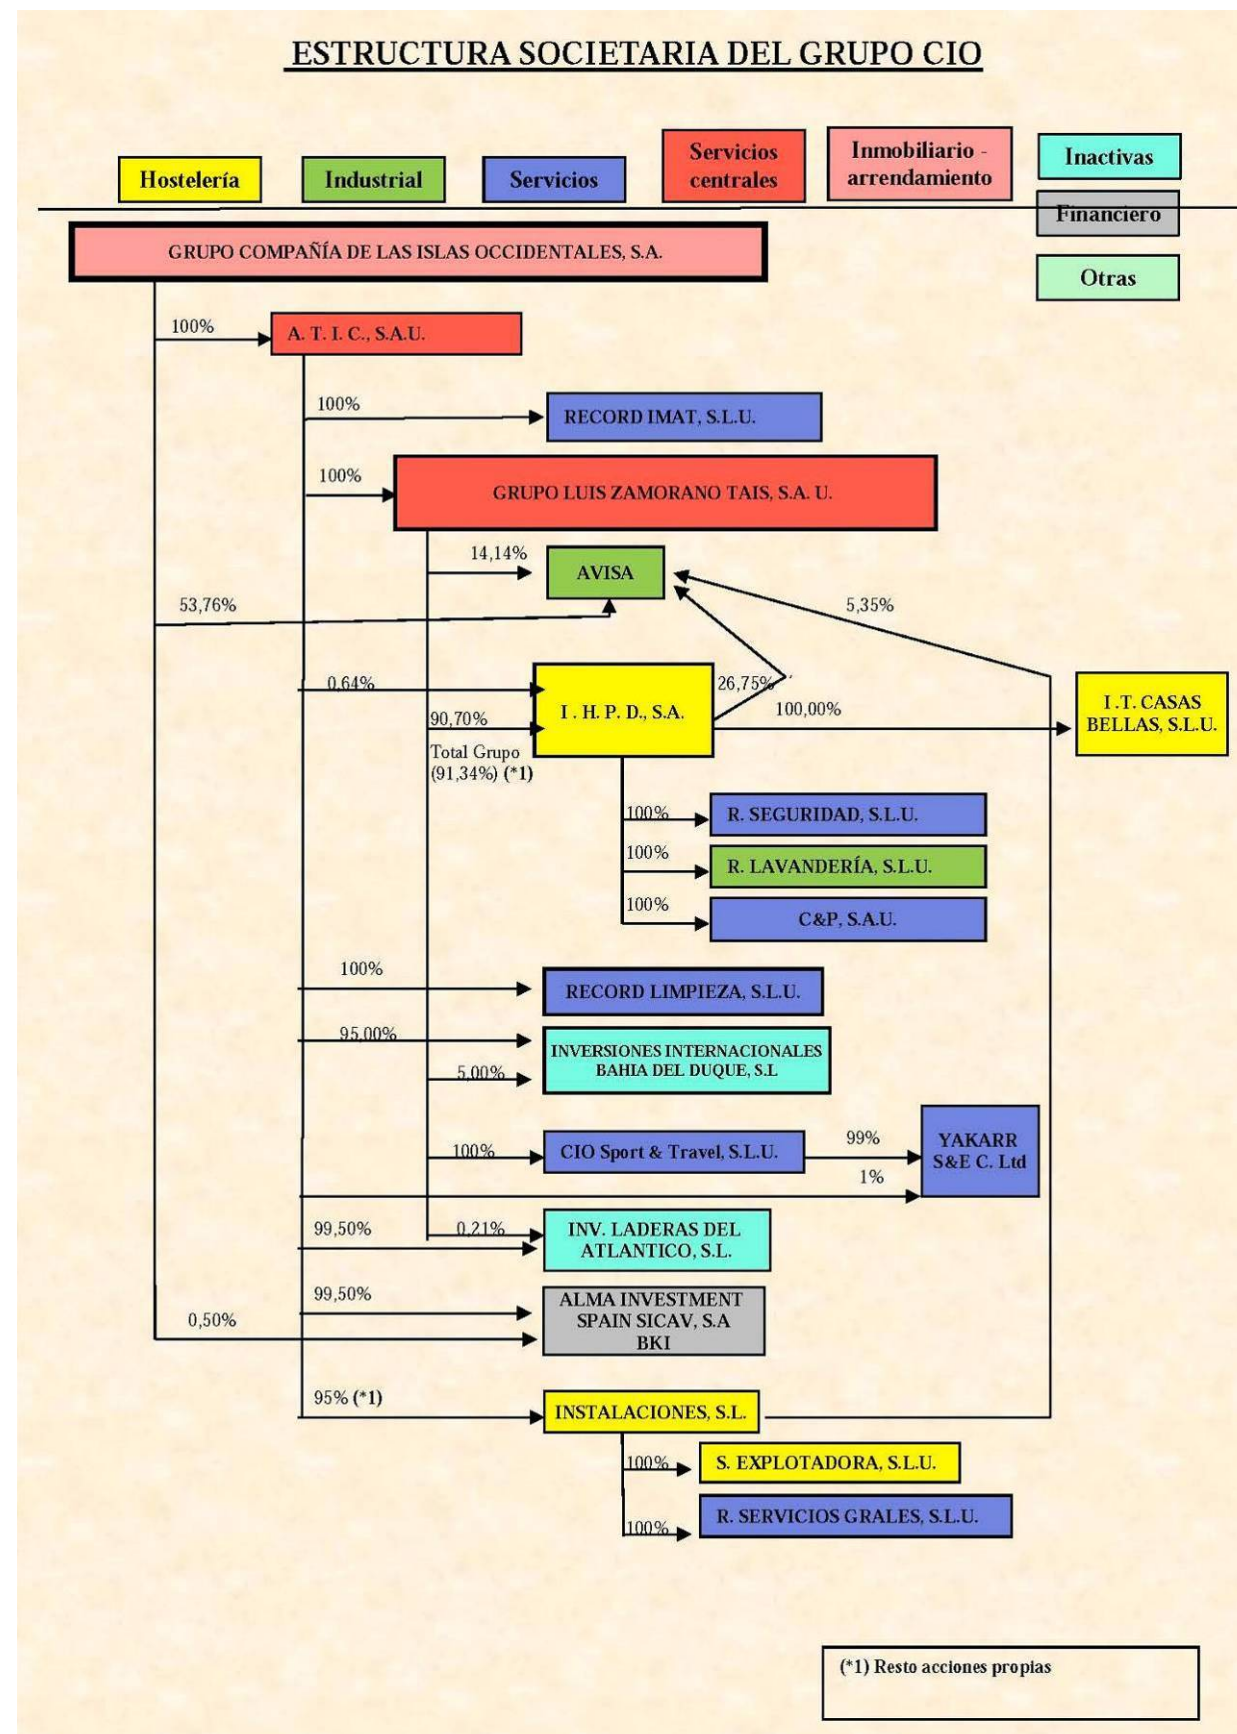 ESTRUCTURA SOCIETARIA DEL GRUPO CIO
Hostelería
Industrial
Servicios
Servicios
centrales
Inmobiliario -
arrendamiento
Inactivas
Financiero
Otras
GRUPO COMPAÑÍA DE LAS ISLAS OCCIDENTALES, S.A.
100%
A. T. I. C., S.A.U.
100%
RECORD IMAT, S.L.U.
100%
GRUPO LUIS ZAMORANO TAIS, S.A. U.
14,14%
AVISA
53,76%
5,35%
0,64%
I . H. P. D., S.A.
26,75%
100,00%
I .T. CASAS
BELLAS, S.L.U.
90,70%
Total Grupo
(91,34%) (*1)
100%
R. SEGURIDAD, S.L.U.
100%
R. LAVANDERÍA, S.L.U.
100%
C&P, S.A.U.
100%
RECORD LIMPIEZA, S.L.U.
95,00%
INVERSIONES INTERNACIONALES
BAHIA DEL DUQUE, S.L
5,00%
100%
CIO Sport & Travel, S.L.U.
99%
YAKARR
S&E C. Ltd
1%
99,50%
0,21%
INV. LADERAS DEL
ATLANTICO, S.L.
99,50%
ALMA INVESTMENT
SPAIN SICAV, S.A
BKI
0,50%
95% (*1)
INSTALACIONES, S.L.
100%
S. EXPLOTADORA, S.L.U.
100%
R. SERVICIOS GRALES, S.L.U.
(*1) Resto acciones propias